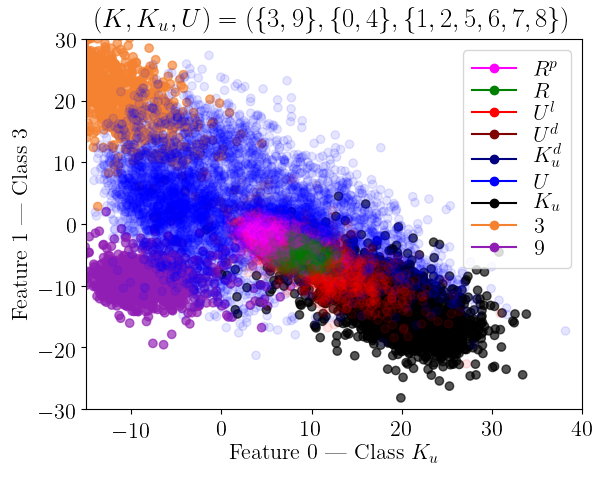 (K, K_u, U) = ({3, 9}, {0, 4}, {1, 2, 5, 6, 7, 8})
R^p
R
U^l
U^d
K_u^d
U
K_u
3
9
30
20
10
0
−10
−20
−30
Feature 1 — Class 3
−10
0
10
20
30
40
Feature 0 — Class K_u